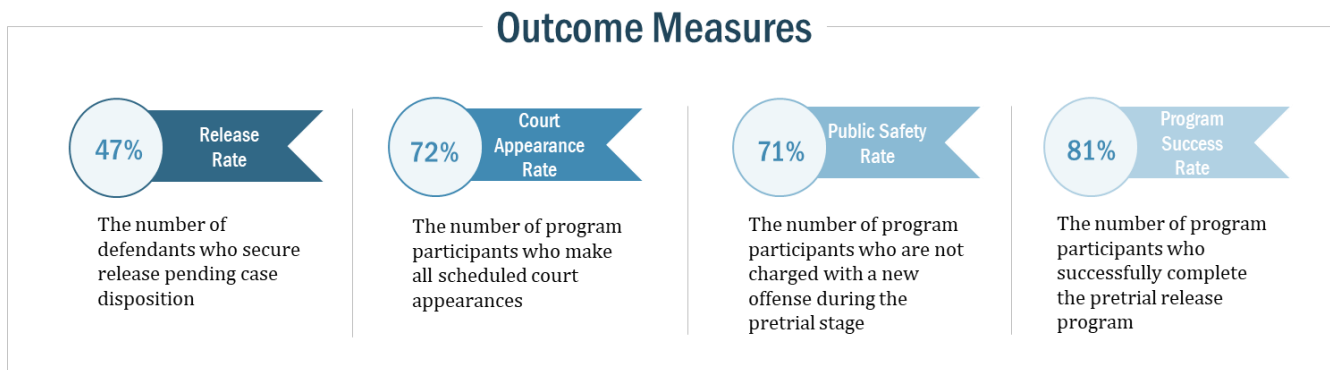 Outcome Measures
47%
Release
Rate
The number of
defendants who secure
release pending case
disposition
72%
Court
Appearance
Rate
The number of program
participants who make
all scheduled court
appearances
71%
Public Safety
Rate
The number of program
participants who are not
charged with a new
offense during the
pretrial stage
81%
Program
Success
Rate
The number of program
participants who
successfully complete
the pretrial release
program